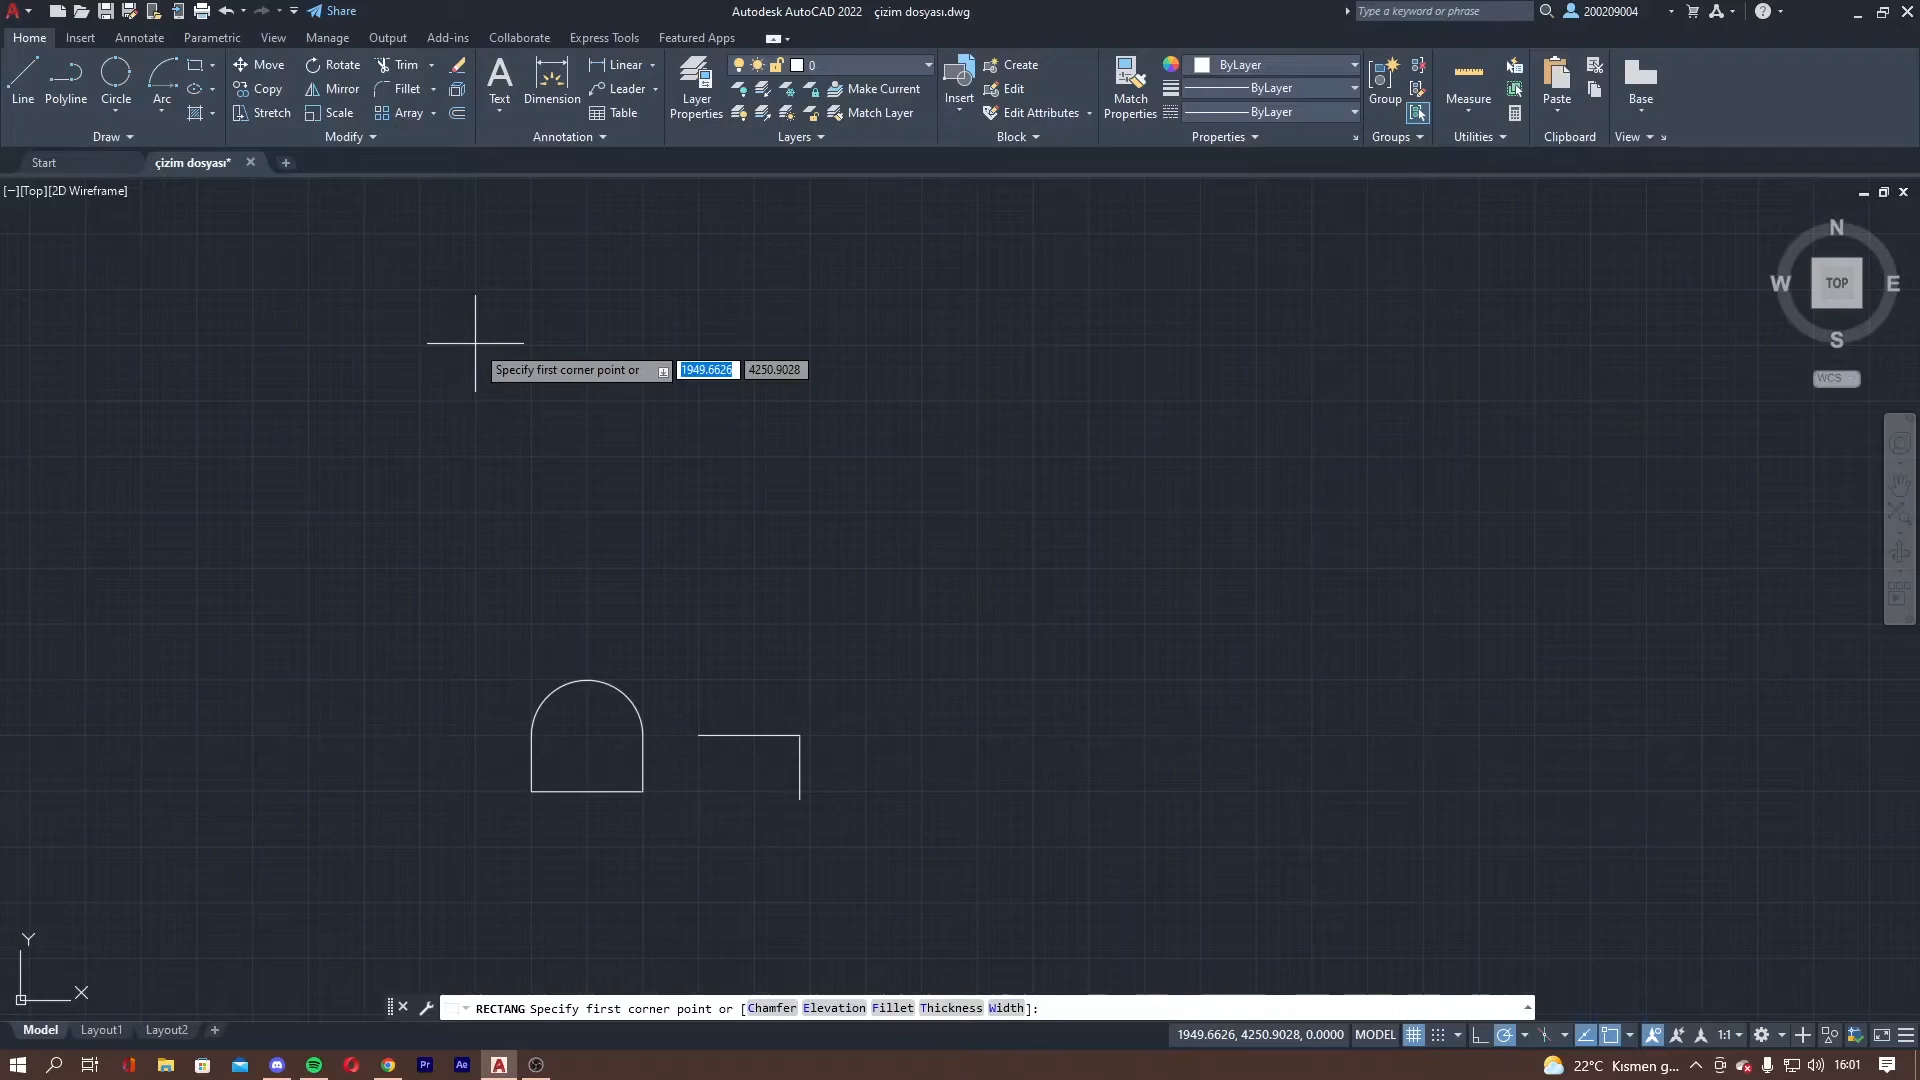 Share
Autodesk AutoCAD 2022 çizim dosyası.dwg
Type a keyword or phrase
200209004
Home Insert Annotate Parametric View Manage Output Add-ins Collaborate Express Tools Featured Apps
Line Polyline Circle Arc
Draw
Move Rotate Trim
Copy Mirror Fillet
Stretch Scale Array
Modify
Text Dimension
Linear
Leader
Table
Annotation
Layer Properties
0
Make Current
Match Layer
Layers
Insert
Create
Edit
Edit Attributes
Block
Match Properties
ByLayer
ByLayer
ByLayer
Properties
Group
Groups
Measure
Utilities
Paste
Clipboard
Base
View
Start çizim dosyası*
[−][Top][2D Wireframe]
N
W TOP E
S
WCS
Specify first corner point or 1949.6626 4250.9028
Y
X
RECTANG Specify first corner point or [Chamfer Elevation Fillet Thickness Width]:
Model Layout1 Layout2
1949.6626, 4250.9028, 0.0000 MODEL 1:1
Pr Ae A
22°C Kısmen g... 16:01